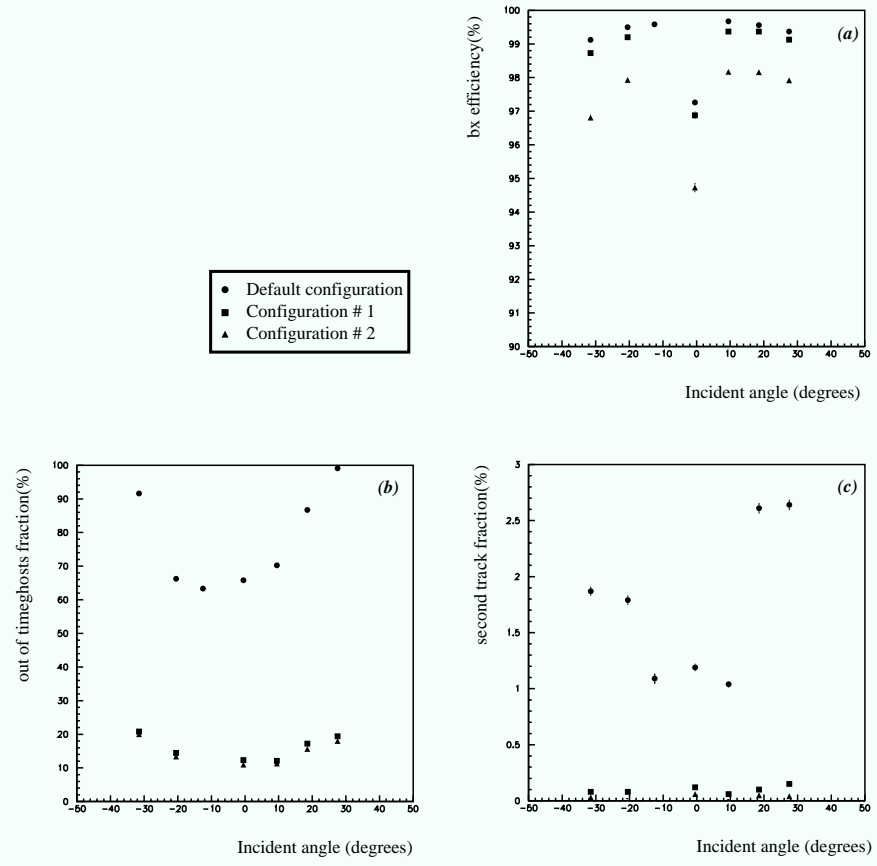 (a)
bx efficiency(%)
100
99
98
97
96
95
94
93
92
91
90
−50 −40 −30 −20 −10 0 10 20 30 40 50
Incident angle (degrees)
Default configuration
Configuration # 1
Configuration # 2
(b)
out of timeghosts fraction(%)
100
90
80
70
60
50
40
30
20
10
0
−50 −40 −30 −20 −10 0 10 20 30 40 50
Incident angle (degrees)
(c)
second track fraction(%)
3
2.5
2
1.5
1
0.5
0
−50 −40 −30 −20 −10 0 10 20 30 40 50
Incident angle (degrees)